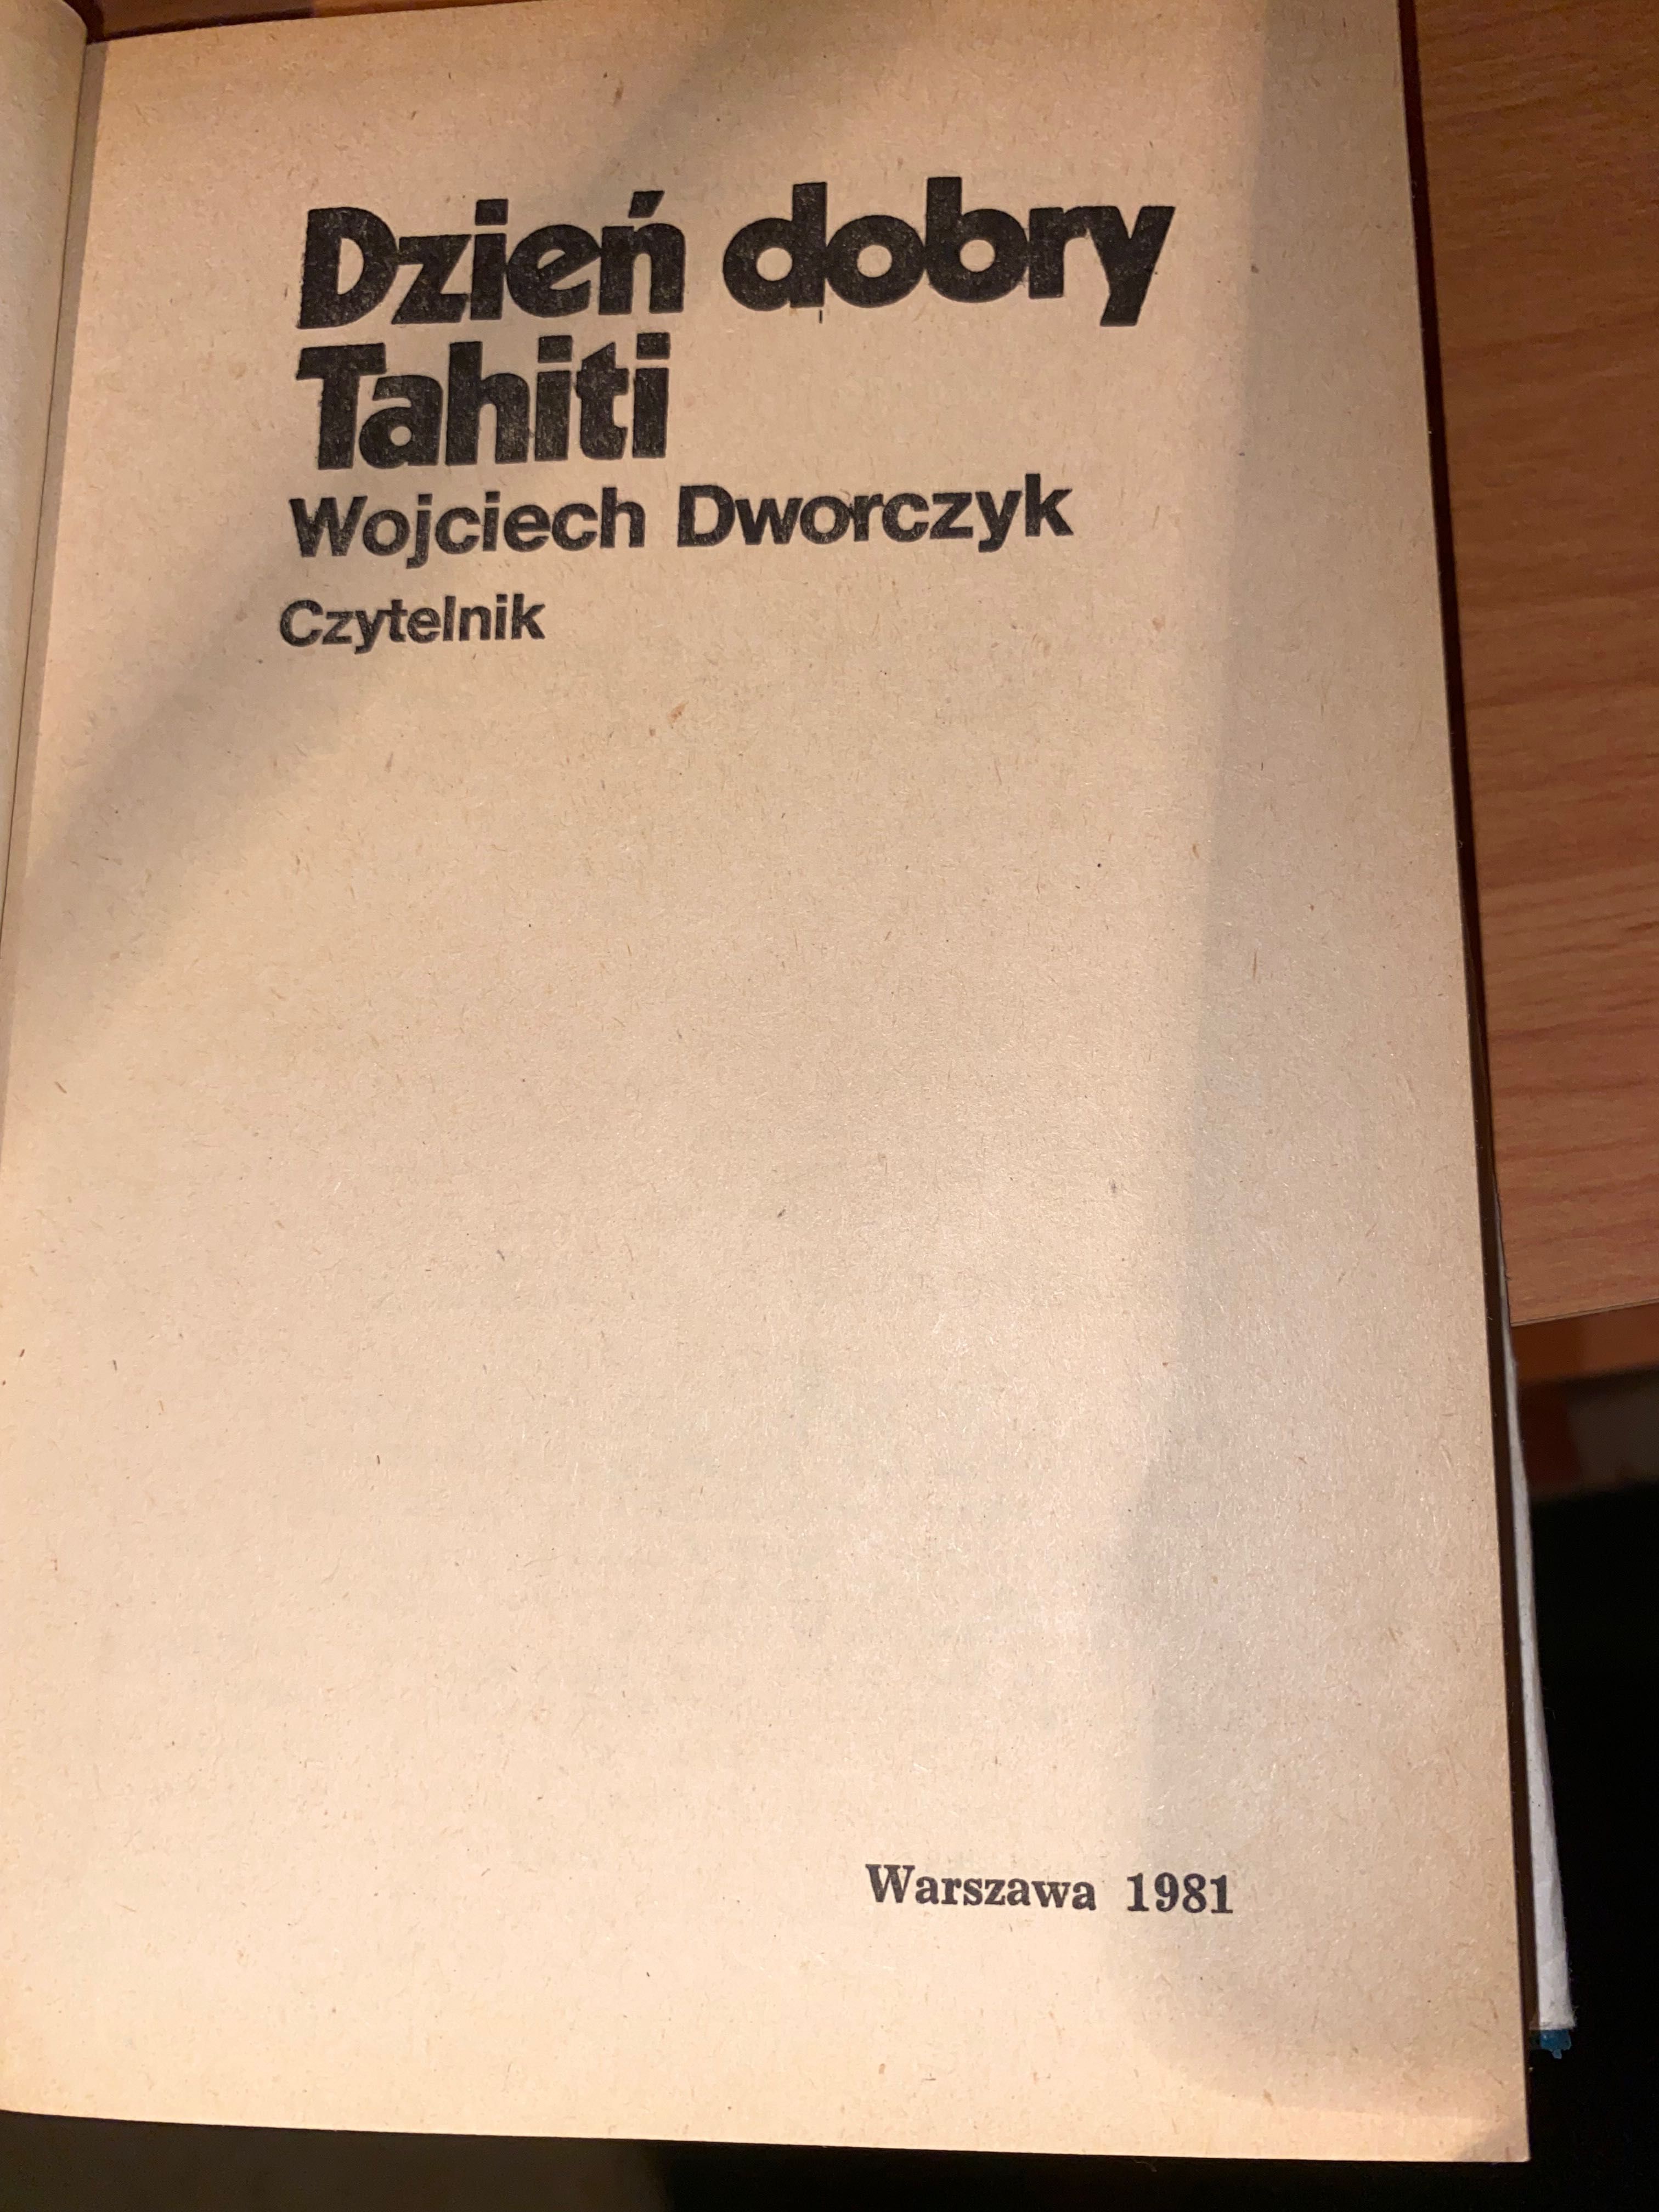 Dzień dobry
Tahiti
Wojciech Dworczyk
Czytelnik
Warszawa 1981